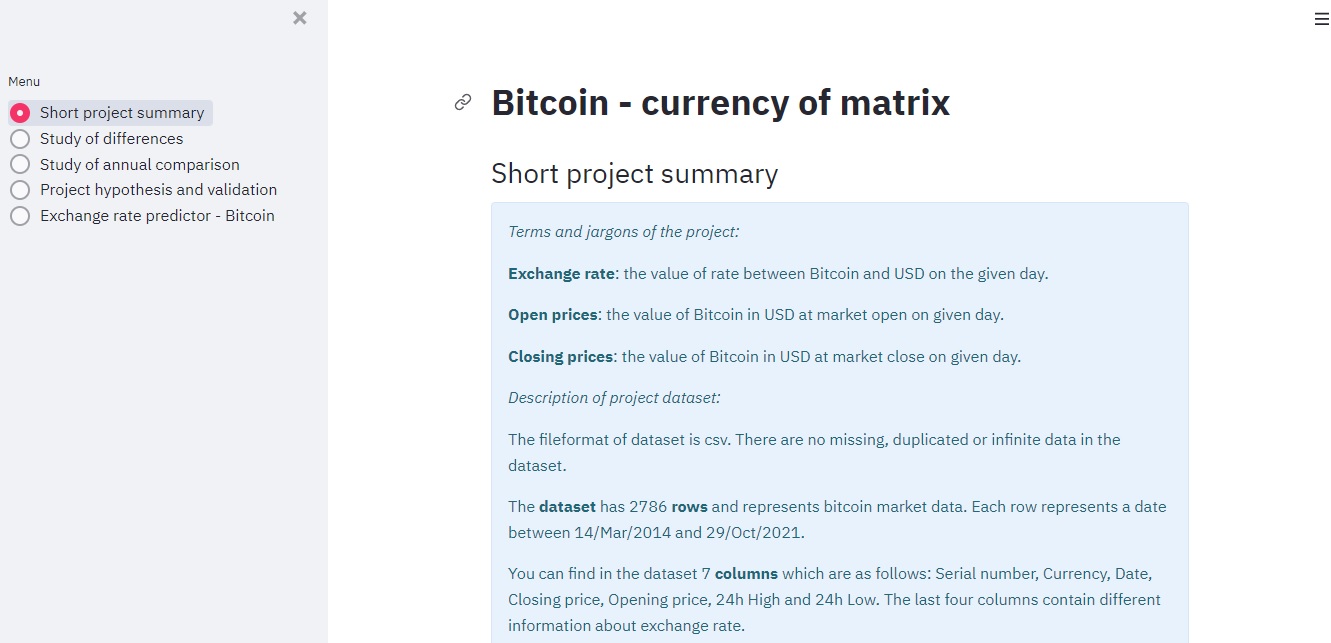 Menu
Short project summary
Study of differences
Study of annual comparison
Project hypothesis and validation
Exchange rate predictor - Bitcoin
Bitcoin - currency of matrix
Short project summary
Terms and jargons of the project:
Exchange rate: the value of rate between Bitcoin and USD on the given day.
Open prices: the value of Bitcoin in USD at market open on given day.
Closing prices: the value of Bitcoin in USD at market close on given day.
Description of project dataset:
The fileformat of dataset is csv. There are no missing, duplicated or infinite data in the
dataset.
The dataset has 2786 rows and represents bitcoin market data. Each row represents a date
between 14/Mar/2014 and 29/Oct/2021.
You can find in the dataset 7 columns which are as follows: Serial number, Currency, Date,
Closing price, Opening price, 24h High and 24h Low. The last four columns contain different
information about exchange rate.